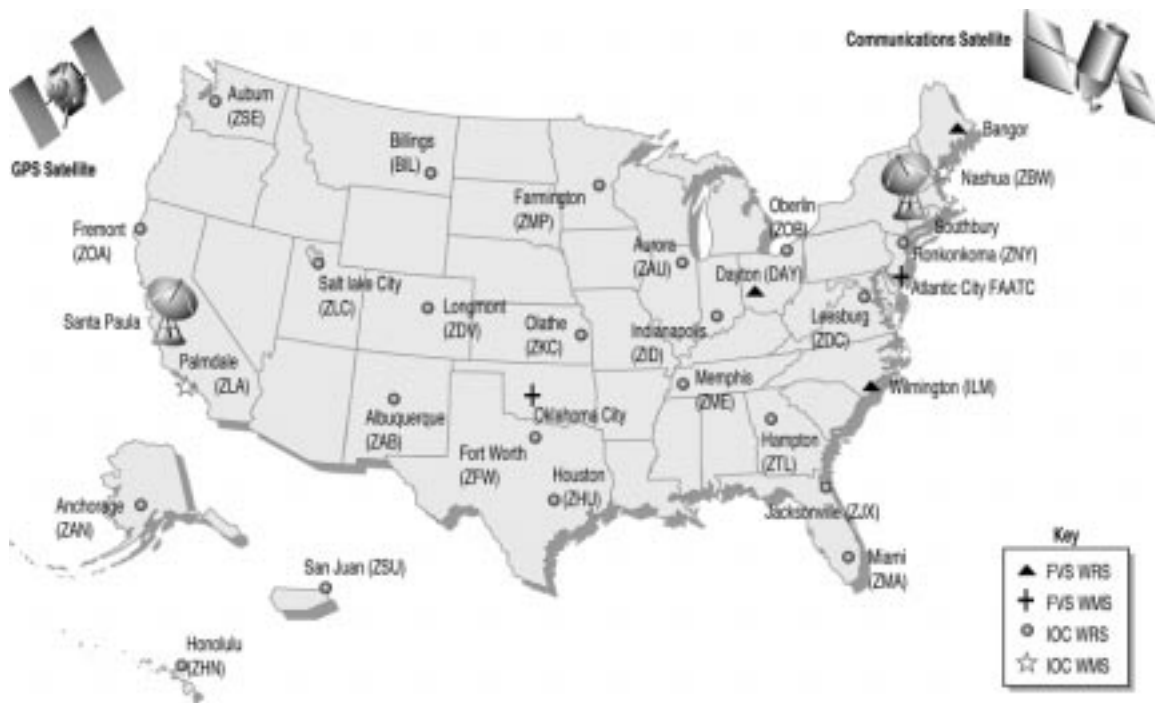 Communications Satellite
GPS Satellite
Auburn
(ZSE)
Billings
(BIL)
Bangor
Nashua (ZBW)
Farmington
(ZMP)
Oberlin
(ZOB)
Southbury
Fremont
(ZOA)
Aurora
(ZAU)
Ronkonkoma (ZNY)
Dayton (DAY)
Atlantic City FAATC
Salt lake City
(ZLC)
Longmont
(ZDV)
Olathe
(ZKC)
Indianapolis
(ZID)
Leesburg
(ZDC)
Santa Paula
Palmdale
(ZLA)
Memphis
(ZME)
Wilmington (ILM)
Albuquerque
(ZAB)
Oklahoma City
Fort Worth
(ZFW)
Hampton
(ZTL)
Houston
(ZHU)
Anchorage
(ZAN)
Jacksonville (ZJX)
Miami
(ZMA)
San Juan (ZSU)
Honolulu
(ZHN)
Key
FVS WRS
FVS WMS
IOC WRS
IOC WMS